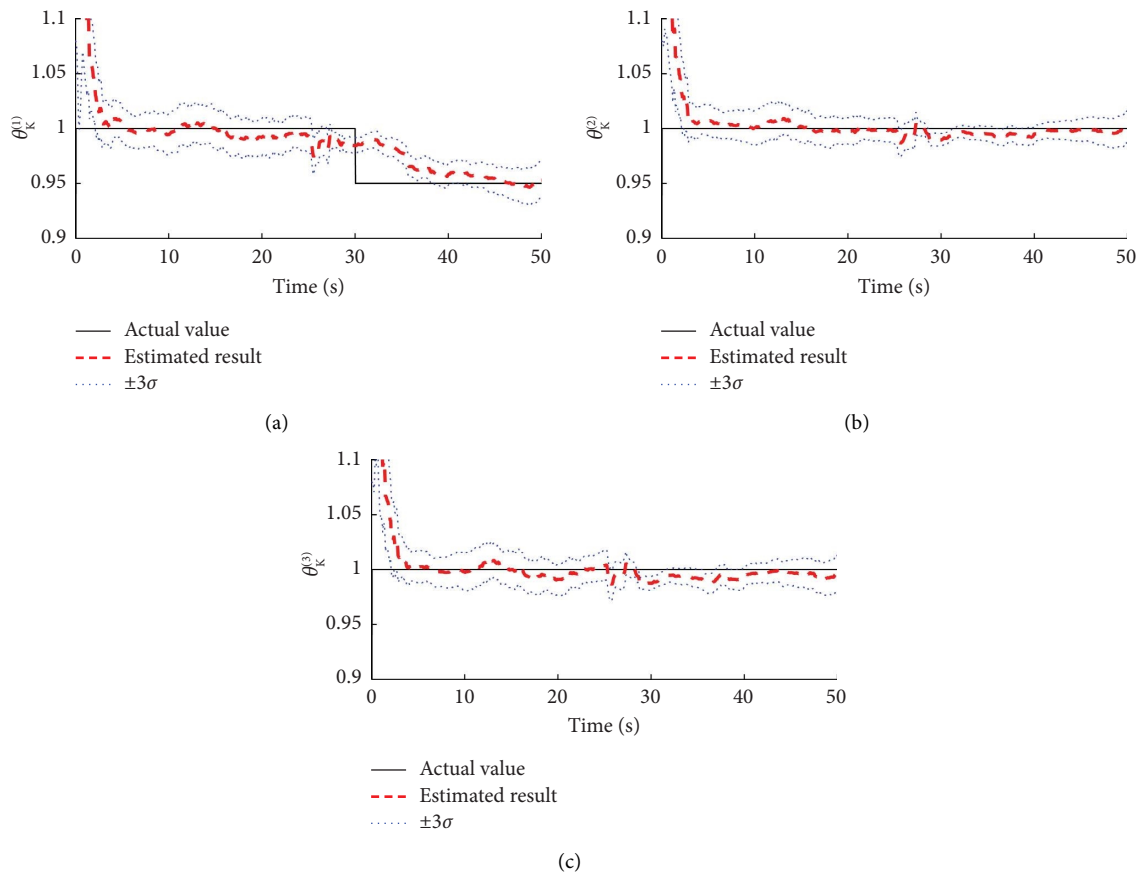 1.1
1.05
1
0.95
0.9
θ_K^(1)
0 10 20 30 40 50
Time (s)
Actual value
Estimated result
±3σ
(a)
1.1
1.05
1
0.95
0.9
θ_K^(2)
0 10 20 30 40 50
Time (s)
Actual value
Estimated result
±3σ
(b)
1.1
1.05
1
0.95
0.9
θ_K^(3)
0 10 20 30 40 50
Time (s)
Actual value
Estimated result
±3σ
(c)